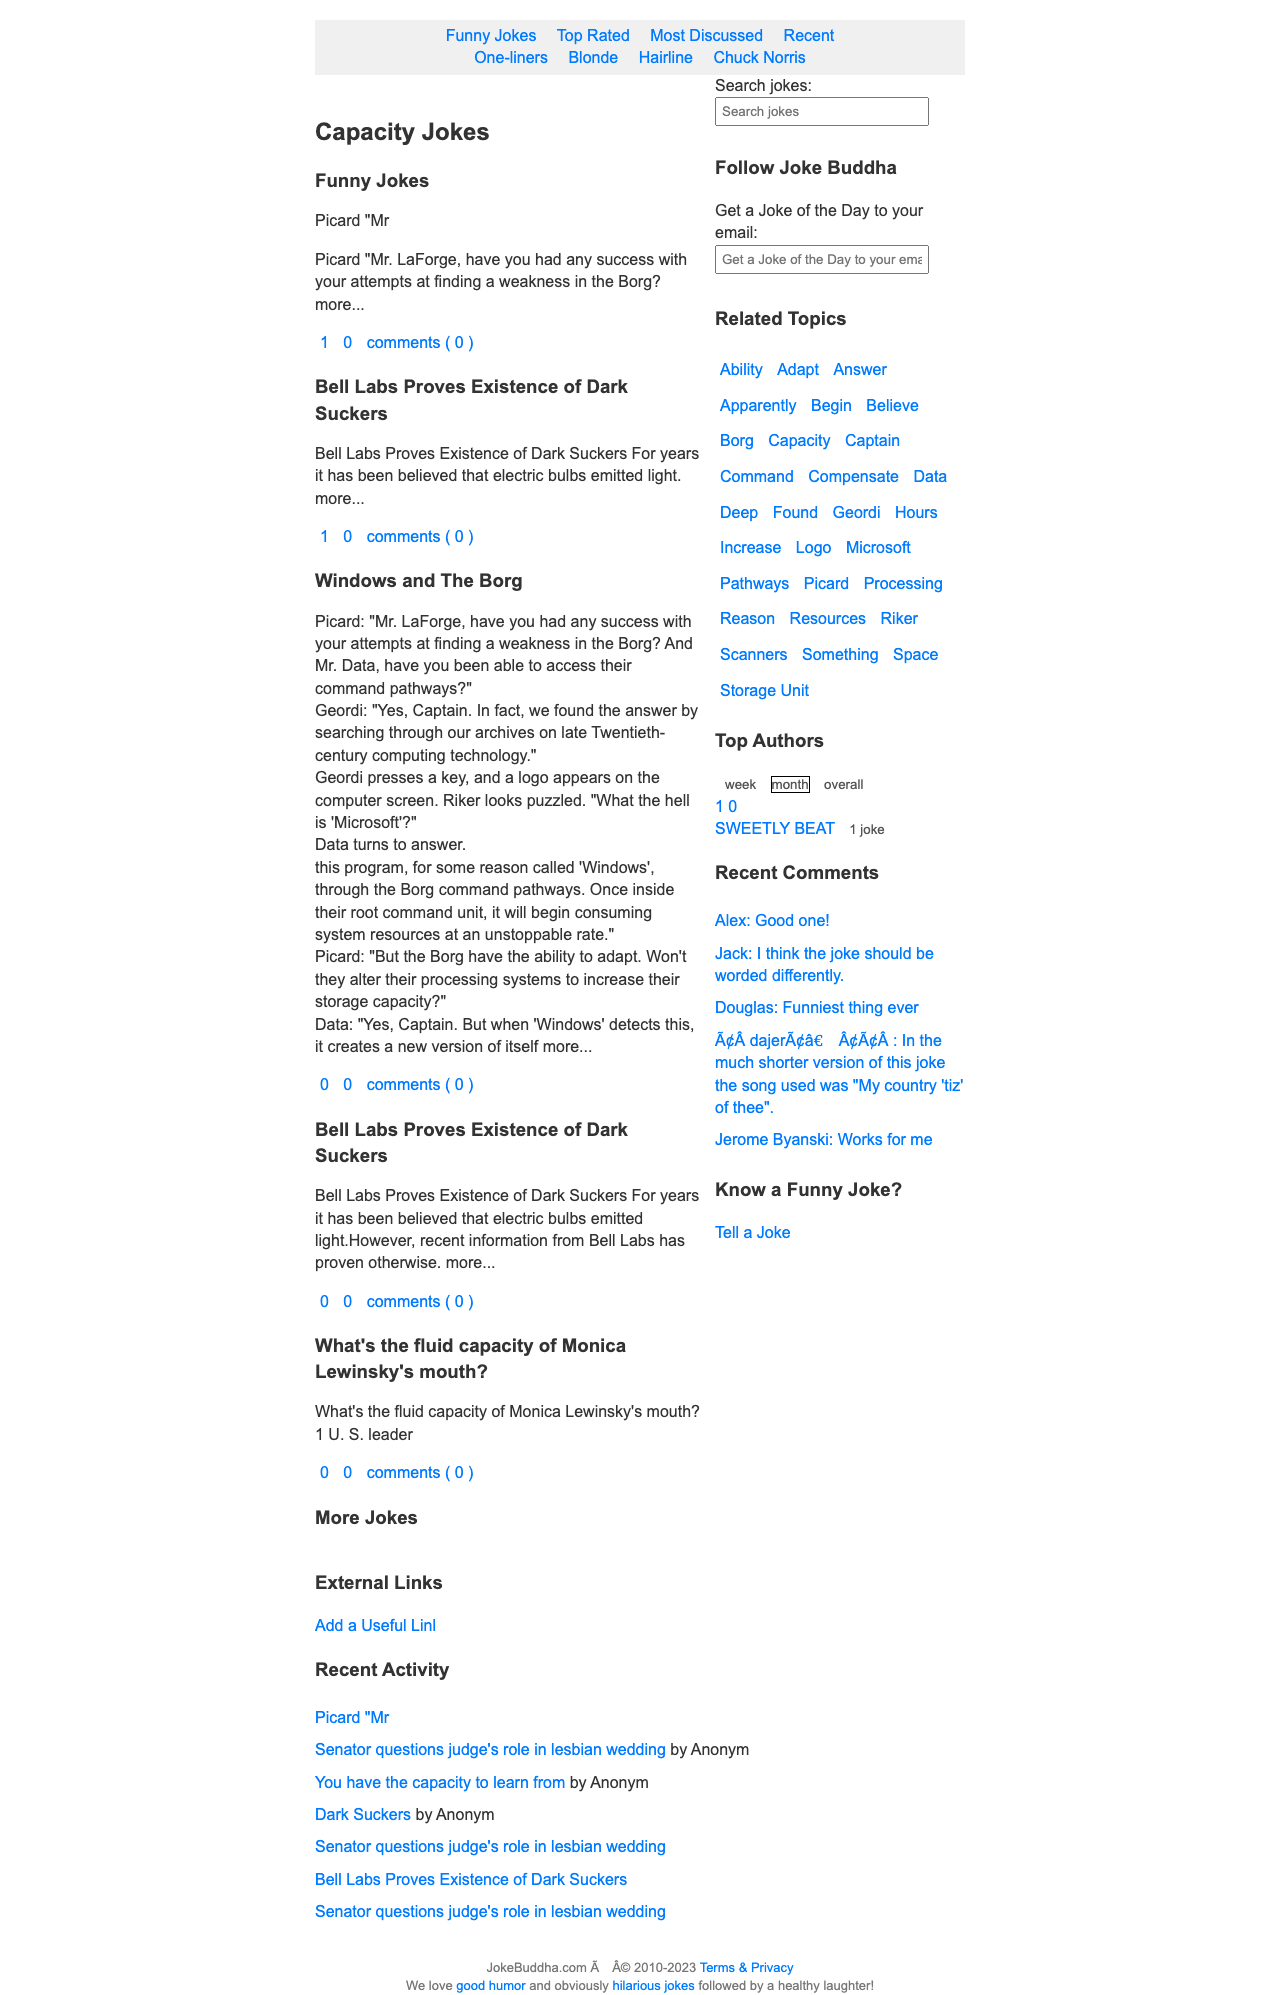 Funny Jokes Top Rated Most Discussed Recent
One-liners Blonde Hairline Chuck Norris
Capacity Jokes
Funny Jokes
Picard "Mr
Picard "Mr. LaForge, have you had any success with
your attempts at finding a weakness in the Borg?
more...
1 0 comments ( 0 )
Bell Labs Proves Existence of Dark
Suckers
Bell Labs Proves Existence of Dark Suckers For years
it has been believed that electric bulbs emitted light.
more...
1 0 comments ( 0 )
Windows and The Borg
Picard: "Mr. LaForge, have you had any success with
your attempts at finding a weakness in the Borg? And
Mr. Data, have you been able to access their
command pathways?"
Geordi: "Yes, Captain. In fact, we found the answer by
searching through our archives on late Twentieth-
century computing technology."
Geordi presses a key, and a logo appears on the
computer screen. Riker looks puzzled. "What the hell
is 'Microsoft'?"
Data turns to answer.
this program, for some reason called 'Windows',
through the Borg command pathways. Once inside
their root command unit, it will begin consuming
system resources at an unstoppable rate."
Picard: "But the Borg have the ability to adapt. Won't
they alter their processing systems to increase their
storage capacity?"
Data: "Yes, Captain. But when 'Windows' detects this,
it creates a new version of itself more...
0 0 comments ( 0 )
Bell Labs Proves Existence of Dark
Suckers
Bell Labs Proves Existence of Dark Suckers For years
it has been believed that electric bulbs emitted
light.However, recent information from Bell Labs has
proven otherwise. more...
0 0 comments ( 0 )
What's the fluid capacity of Monica
Lewinsky's mouth?
What's the fluid capacity of Monica Lewinsky's mouth?
1 U. S. leader
0 0 comments ( 0 )
More Jokes
Search jokes:
Search jokes
Follow Joke Buddha
Get a Joke of the Day to your
email:
Get a Joke of the Day to your ema
Related Topics
Ability Adapt Answer
Apparently Begin Believe
Borg Capacity Captain
Command Compensate Data
Deep Found Geordi Hours
Increase Logo Microsoft
Pathways Picard Processing
Reason Resources Riker
Scanners Something Space
Storage Unit
Top Authors
week month overall
1 0
SWEETLY BEAT 1 joke
Recent Comments
Alex: Good one!
Jack: I think the joke should be
worded differently.
Douglas: Funniest thing ever
Ã¢Â dajerÃ¢â€ Â¢Ã¢Â : In the
much shorter version of this joke
the song used was "My country 'tiz'
of thee".
Jerome Byanski: Works for me
Know a Funny Joke?
Tell a Joke
External Links
Add a Useful Linl
Recent Activity
Picard "Mr
Senator questions judge's role in lesbian wedding by Anonym
You have the capacity to learn from by Anonym
Dark Suckers by Anonym
Senator questions judge's role in lesbian wedding
Bell Labs Proves Existence of Dark Suckers
Senator questions judge's role in lesbian wedding
JokeBuddha.com Ã Â© 2010-2023 Terms & Privacy
We love good humor and obviously hilarious jokes followed by a healthy laughter!